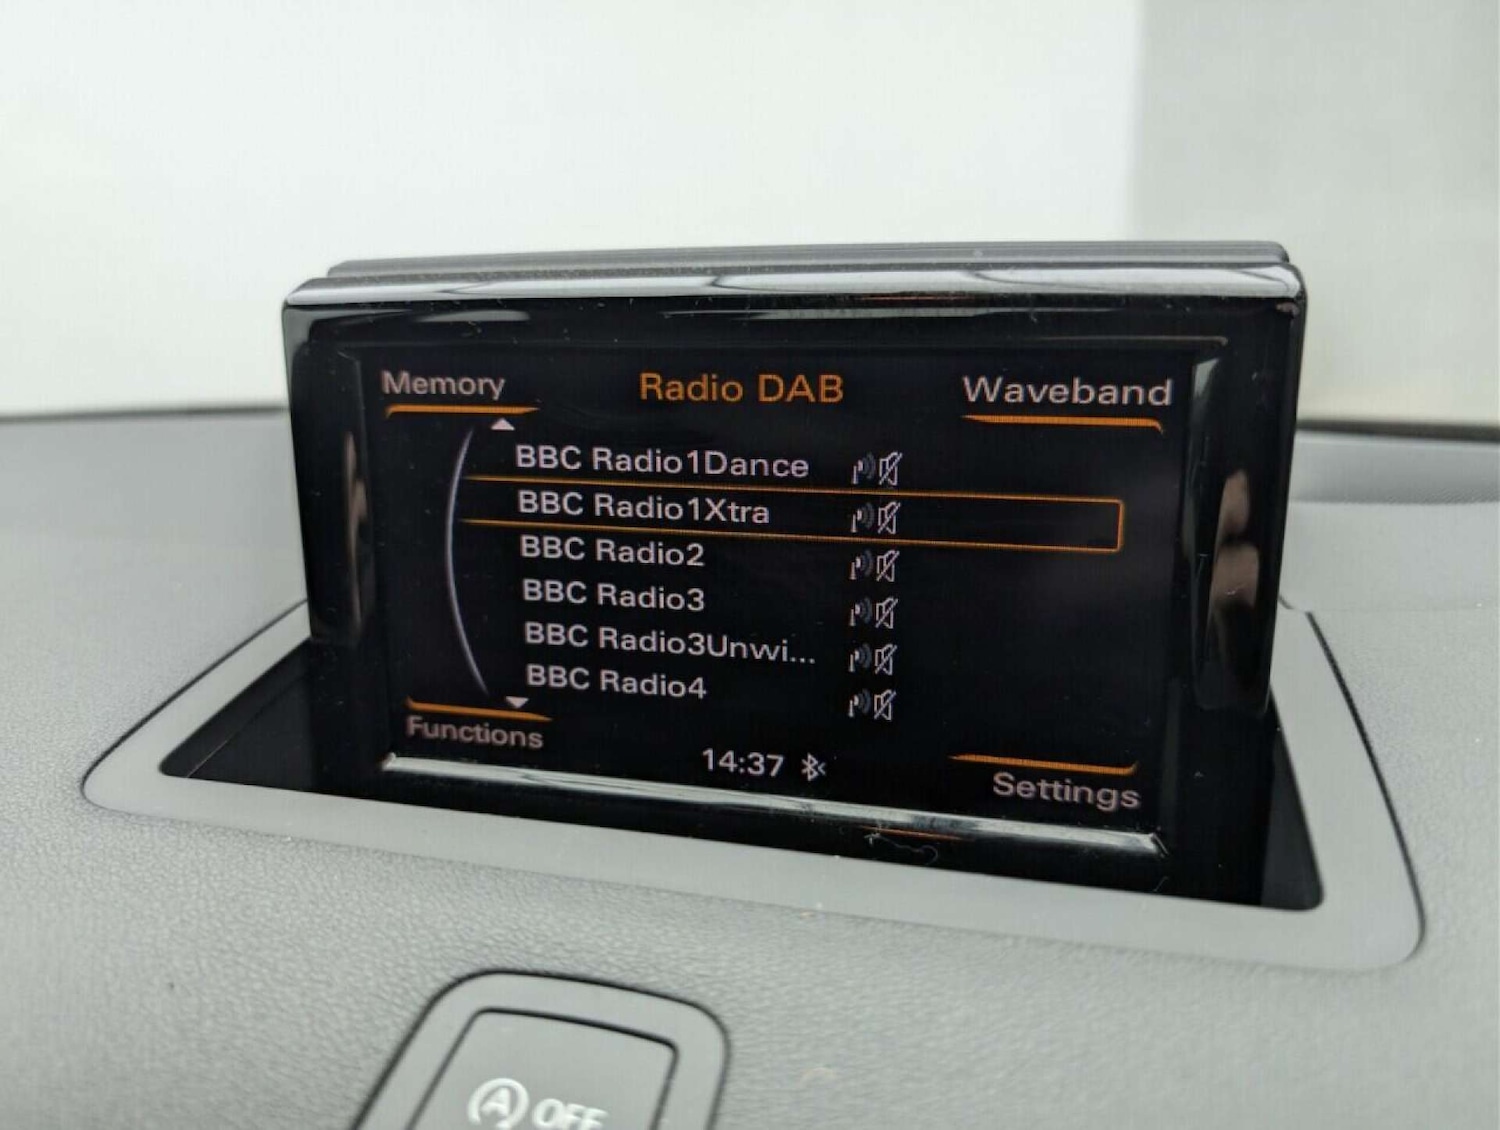 Memory
Radio DAB
Waveband
BBC Radio1Dance
BBC Radio1Xtra
BBC Radio2
BBC Radio3
BBC Radio3Unwi...
BBC Radio4
Functions
14:37
Settings
A OFF